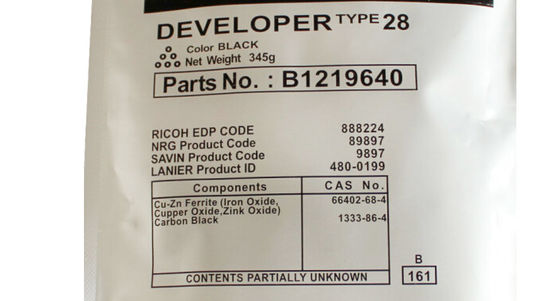 DEVELOPER TYPE 28
Color BLACK
Net Weight 345g
Parts No. : B1219640
RICOH EDP CODE 888224
NRG Product Code 89897
SAVIN Product Code 9897
LANIER Product ID 480-0199
Components CAS No.
Cu-Zn Ferrite (Iron Oxide, 66402-68-4
Cupper Oxide,Zink Oxide)
Carbon Black 1333-86-4
CONTENTS PARTIALLY UNKNOWN
B
161